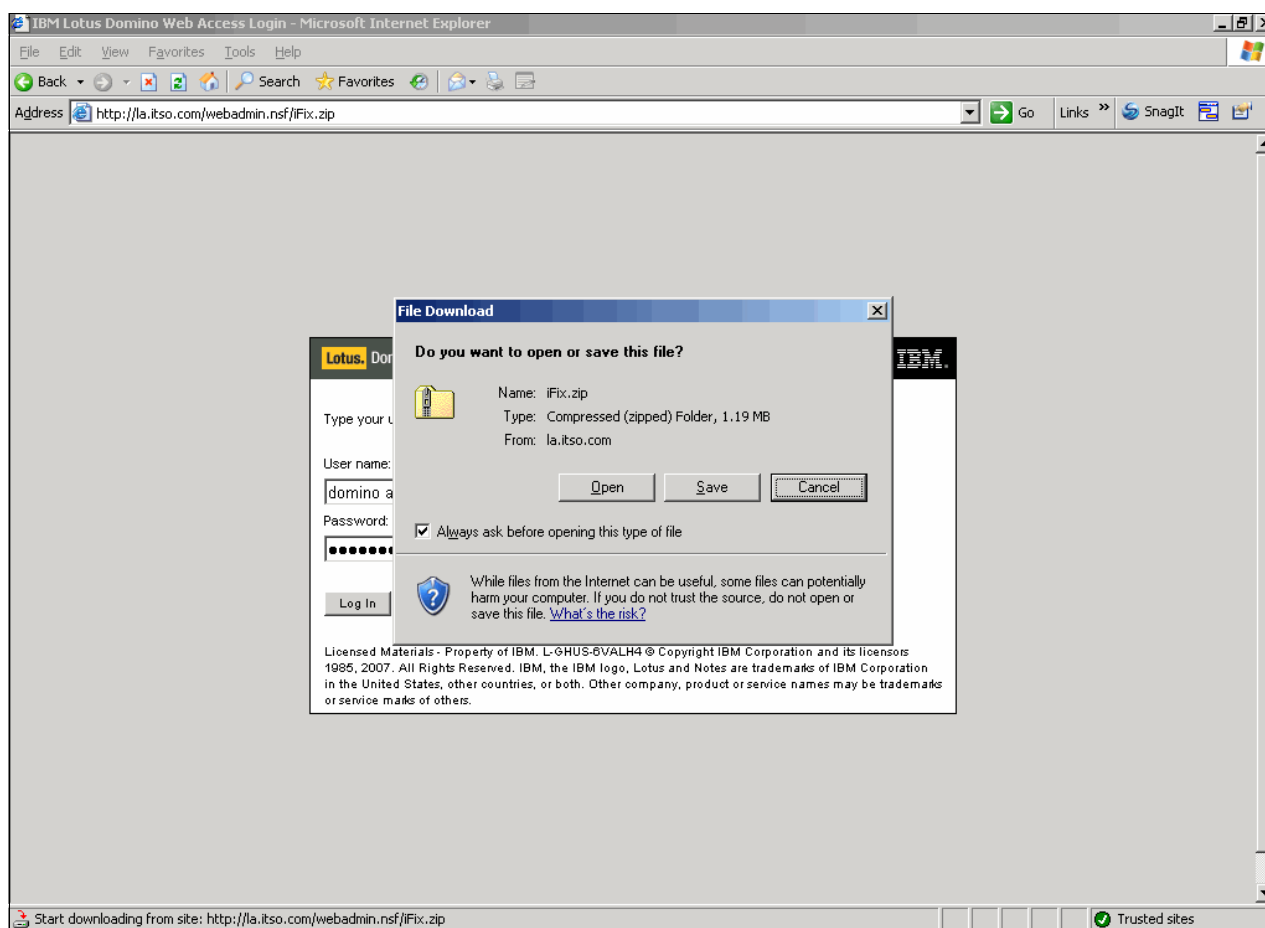 IBM Lotus Domino Web Access Login - Microsoft Internet Explorer
File Edit View Favorites Tools Help
Back Search Favorites
Address http://la.itso.com/webadmin.nsf/iFix.zip Go Links » SnagIt
File Download
Do you want to open or save this file?
Name: iFix.zip
Type: Compressed (zipped) Folder, 1.19 MB
From: la.itso.com
Open Save Cancel
Always ask before opening this type of file
While files from the Internet can be useful, some files can potentially
harm your computer. If you do not trust the source, do not open or
save this file. What's the risk?
Lotus. Dor IBM.
Type your u
User name:
domino a
Password:
Log In
Licensed Materials - Property of IBM. L-GHUS-6VALH4 © Copyright IBM Corporation and its licensors
1985, 2007. All Rights Reserved. IBM, the IBM logo, Lotus and Notes are trademarks of IBM Corporation
in the United States, other countries, or both. Other company, product or service names may be trademarks
or service marks of others.
Start downloading from site: http://la.itso.com/webadmin.nsf/iFix.zip Trusted sites